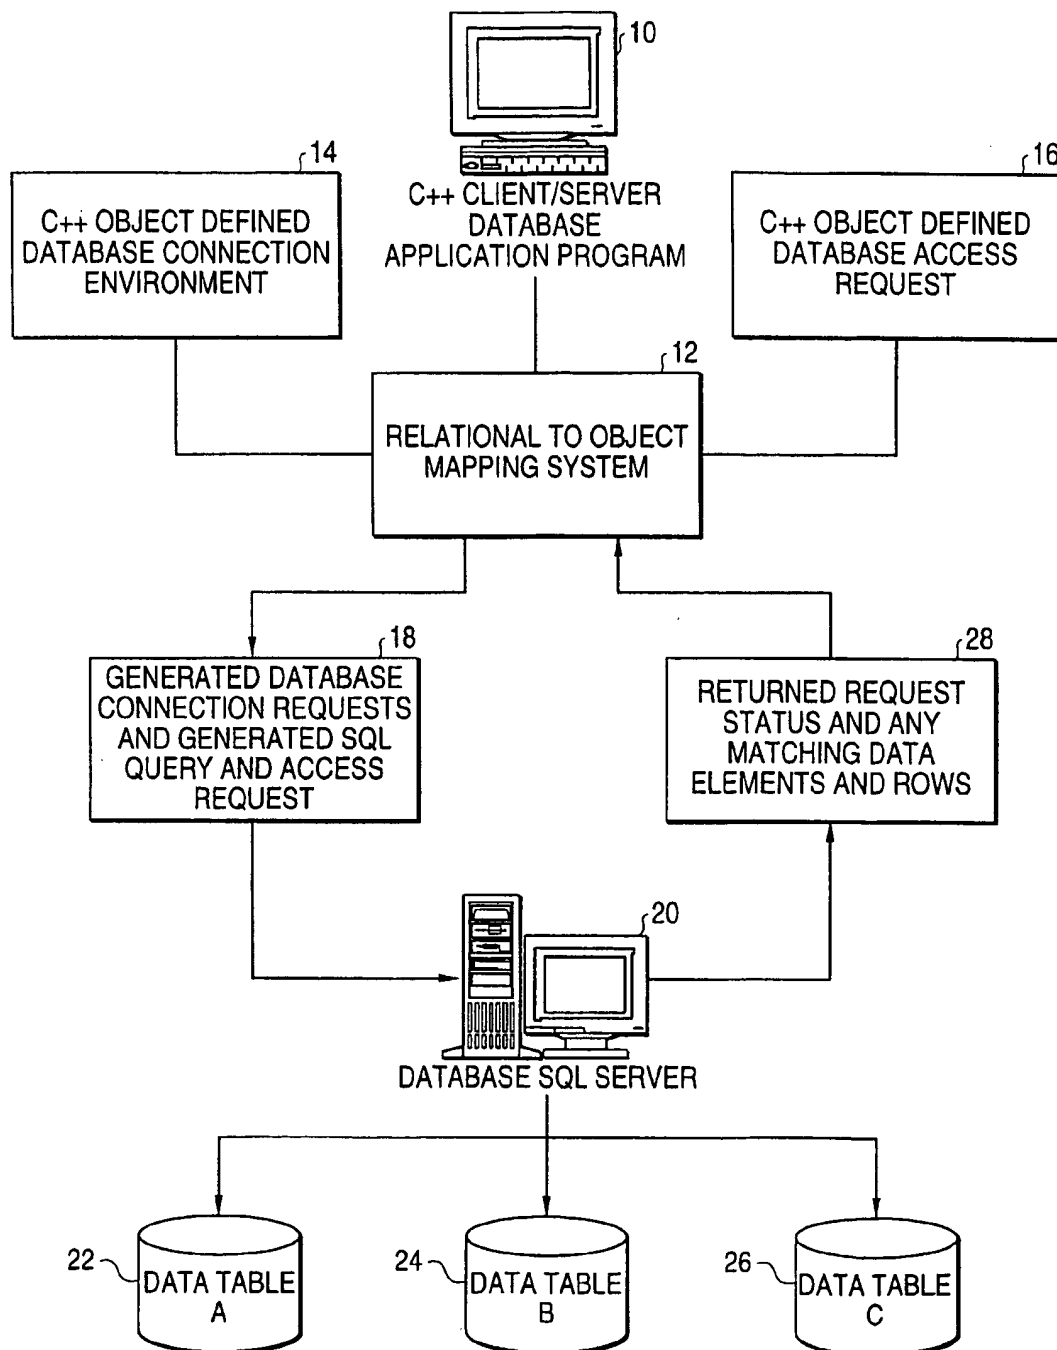 10
C++ CLIENT/SERVER
DATABASE
APPLICATION PROGRAM
14
C++ OBJECT DEFINED
DATABASE CONNECTION
ENVIRONMENT
16
C++ OBJECT DEFINED
DATABASE ACCESS
REQUEST
12
RELATIONAL TO OBJECT
MAPPING SYSTEM
18
GENERATED DATABASE
CONNECTION REQUESTS
AND GENERATED SQL
QUERY AND ACCESS
REQUEST
28
RETURNED REQUEST
STATUS AND ANY
MATCHING DATA
ELEMENTS AND ROWS
20
DATABASE SQL SERVER
22
DATA TABLE
A
24
DATA TABLE
B
26
DATA TABLE
C